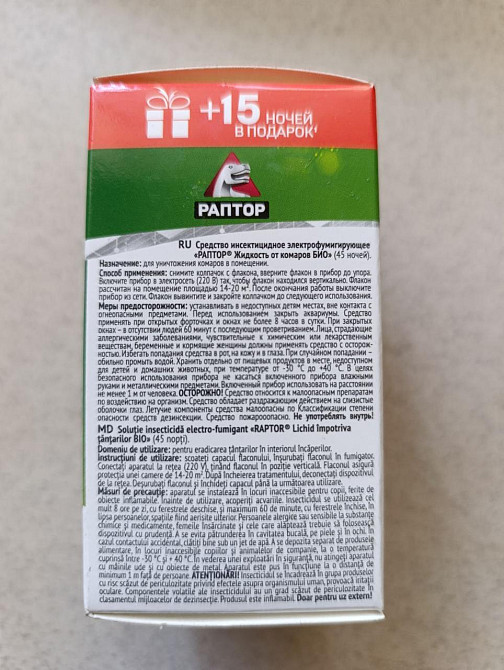 +15 НОЧЕЙ
В ПОДАРОК¹
РАПТОР
RU Средство инсектицидное электрофумигирующее
«РАПТОР® Жидкость от комаров БИО» (45 ночей).
Назначение: для уничтожения комаров в помещении.
Способ применения: снимите колпачок с флакона, вверните флакон в прибор до упора.
Включите прибор в электросеть (220 В) так, чтобы флакон находился вертикально. Флакон
рассчитан на помещение площадью 14-20 м². После окончания работы выключите
прибор из сети. Флакон вывинтите и закройте колпачком до следующего использования.
Меры предосторожности: устанавливать в недоступных детям местах, вне контакта с
огнеопасными предметами. Перед использованием закрыть аквариумы. Средство
применять при открытых форточках и окнах не более 8 часов в сутки. При закрытых
окнах – в отсутствии людей 60 минут с последующим проветриванием. Лица, страдающие
аллергическими заболеваниями, чувствительные к химическим или лекарственным
веществам, беременные и кормящие женщины должны применять средство с осторож-
ностью. Избегать попадания средства в рот, на кожу и в глаза. При случайном попадании –
обильно промыть водой. Хранить отдельно от пищевых продуктов в месте, недоступном
для детей и домашних животных, при температуре от -30 °С до +40 °С. В целях
безопасного использования прибора не касаться включенного прибора влажными
руками и металлическими предметами. Включенный прибор использовать на расстоянии
не менее 1 м от человека. ОСТОРОЖНО! Средство относится к малоопасным препаратам
по воздействию на организм. Средство обладает раздражающим действием на слизистые
оболочки глаз. Летучие компоненты средства малоопасны по Классификации степени
опасности средств дезинсекции. Средство пожароопасно. Не употреблять внутрь!
MD Soluție insecticidă electro-fumigant «RAPTOR® Lichid împotriva
țânțarilor BIO» (45 nopți).
Domeniu de utilizare: pentru eradicarea țânțarilor în interiorul încăperilor.
Instrucțiuni de utilizare: scoateți capacul flaconului, înșurubați flaconul în fumigator.
Conectați aparatul la rețea (220 V), ținând flaconul în poziție verticală. Flaconul asigură
protecția unei camere de 14-20 m². După încheierea tratamentului, deconectați dispozitivul
de la rețea. Deșurubați flaconul și închideți capacul până la următoarea utilizare.
Măsuri de precauție: aparatul se instalează în locuri inaccesibile pentru copii, ferite de
obiecte inflamabile. Înainte de utilizare, acoperiți acvariile. Insecticidul se utilizează cel
mult 8 ore pe zi, cu ferestrele deschise, și maximum 60 de minute, cu ferestrele închise, în
lipsa persoanelor, spațiile fiind aerisite ulterior. Persoanele alergice sau sensibile la substanțe
chimice și medicamente, femeile însărcinate și cele care alăptează trebuie să folosească
dispozitivul cu prudență. A se evita pătrunderea în cavitatea bucală, pe piele și în ochi. În
cazul contactului accidental, clătiți bine sub un jet de apă. A se depozita separat de produsele
alimentare, în locuri inaccesibile copiilor și animalelor de companie, la o temperatură
cuprinsă între -30 °C și + 40 °C. În vederea unei exploatări în siguranță, nu atingeți aparatul
cu mâinile ude și cu obiecte de metal. Aparatul este pus în funcțiune la o distanță de
minimum 1 m față de persoane. ATENȚIONĂRI! Insecticidul se încadrează în grupa produselor
cu risc scăzut de periculozitate privind efectele asupra organismului uman, provoacă iritații
oculare. Componentele volatile ale insecticidului au un grad scăzut de periculozitate în
clasamentul mijloacelor de dezinsecție. Produsul este inflamabil. Doar pentru uz extern!